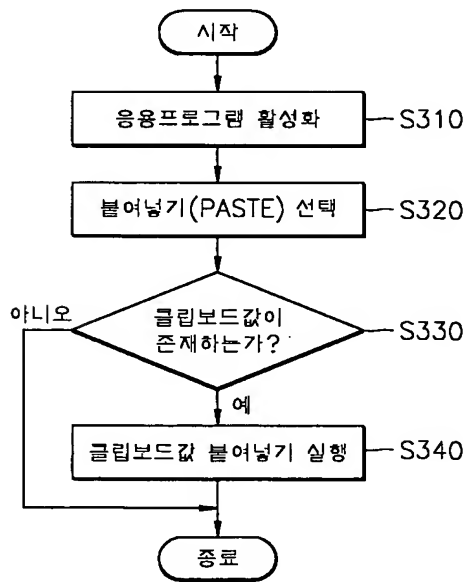 시작
응용프로그램 활성화
S310
붙여넣기(PASTE) 선택
S320
클립보드값이
존재하는가?
S330
아니오
예
클립보드값 붙여넣기 실행
S340
종료